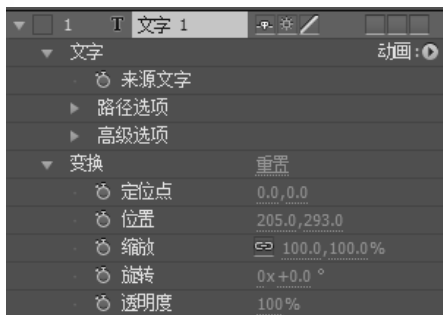 1 T 文字 1
文字 动画:
来源文字
路径选项
高级选项
变换 重置
定位点 0.0,0.0
位置 205.0,293.0
缩放 100.0,100.0%
旋转 0x+0.0 °
透明度 100%